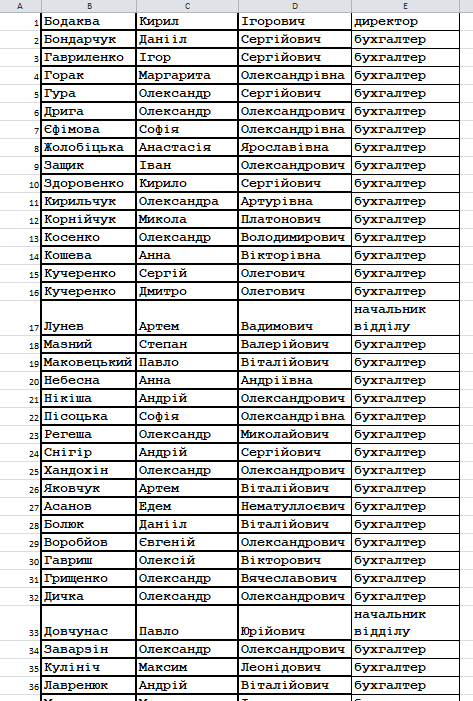 A B C D E
1 Бодаква Кирил Ігорович директор
2 Бондарчук Данііл Сергійович бухгалтер
3 Гавриленко Ігор Сергійович бухгалтер
4 Горак Маргарита Олександрівна бухгалтер
5 Гура Олександр Сергійович бухгалтер
6 Дрига Олександр Олександрович бухгалтер
7 Єфімова Софія Олександрівна бухгалтер
8 Жолобіцька Анастасія Ярославівна бухгалтер
9 Защик Іван Олександрович бухгалтер
10 Здоровенко Кирило Сергійович бухгалтер
11 Кирильчук Олександра Артурівна бухгалтер
12 Корнійчук Микола Платонович бухгалтер
13 Косенко Олександр Володимирович бухгалтер
14 Кошева Анна Вікторівна бухгалтер
15 Кучеренко Сергій Олегович бухгалтер
16 Кучеренко Дмитро Олегович бухгалтер
начальник
17 Лунев Артем Вадимович відділу
18 Мазний Степан Валерійович бухгалтер
19 Маковецький Павло Віталійович бухгалтер
20 Небесна Анна Андріївна бухгалтер
21 Нікіша Андрій Олександрович бухгалтер
22 Пісоцька Софія Олександрівна бухгалтер
23 Регеша Олександр Миколайович бухгалтер
24 Снігір Андрій Сергійович бухгалтер
25 Хандохін Олександр Олександрович бухгалтер
26 Яковчук Артем Віталійович бухгалтер
27 Асанов Едем Нематуллоєвич бухгалтер
28 Болюк Данііл Віталійович бухгалтер
29 Воробйов Євгеній Олександрович бухгалтер
30 Гавриш Олексій Вікторович бухгалтер
31 Грищенко Олександр Вячеславович бухгалтер
32 Дичка Олександр Олександрович бухгалтер
начальник
33 Довчунас Павло Юрійович відділу
34 Заварзін Олександр Олександрович бухгалтер
35 Кулініч Максим Леонідович бухгалтер
36 Лавренюк Андрій Віталійович бухгалтер